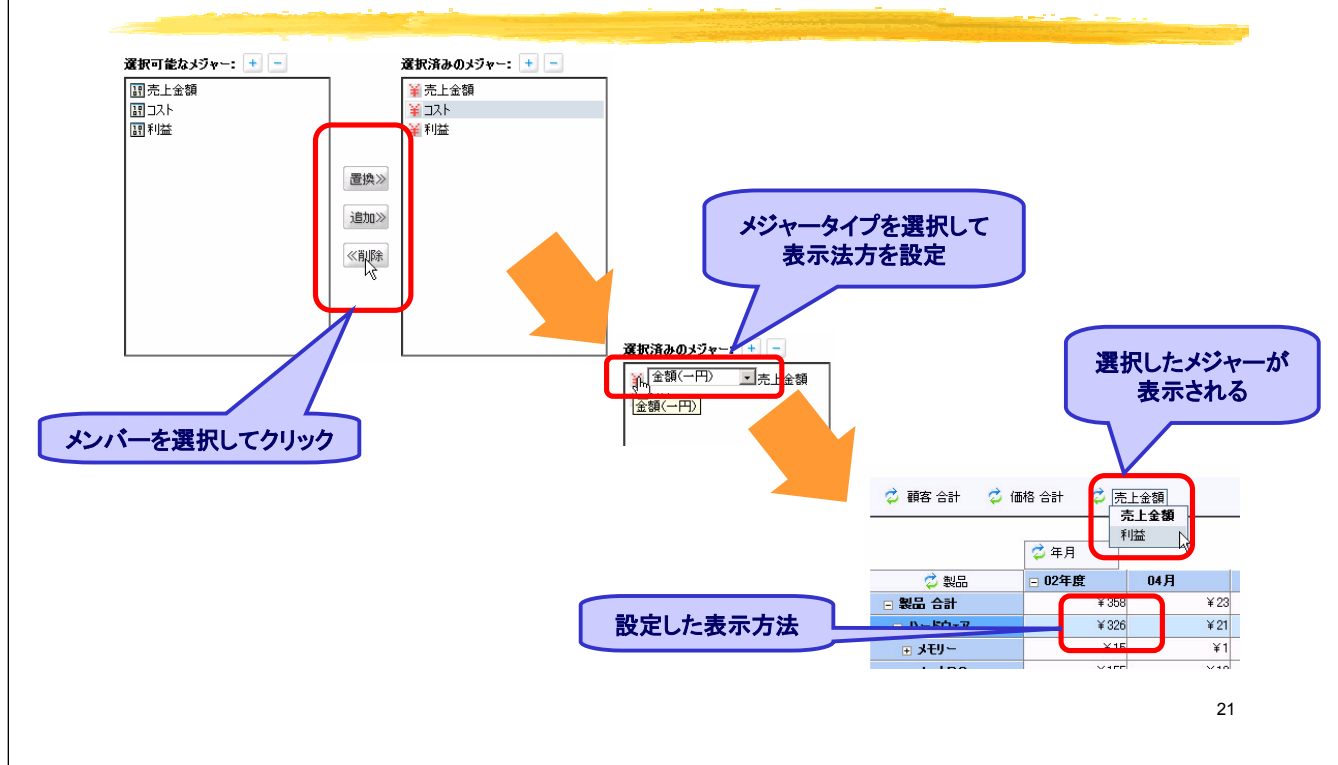 選択可能なメジャー: + −
売上金額
コスト
利益
置換≫
追加≫
≪削除
選択済みのメジャー: + −
売上金額
コスト
利益
メンバーを選択してクリック
メジャータイプを選択して
表示法方を設定
選択済みのメジャー: + −
金額(一円) 売上金額
金額(一円)
選択したメジャーが
表示される
顧客 合計 価格 合計 売上金額
売上金額
利益
年月
製品 02年度 04月
製品 合計 ¥358 ¥23
ハードウェア ¥326 ¥21
メモリー ¥15 ¥1
設定した表示方法
21